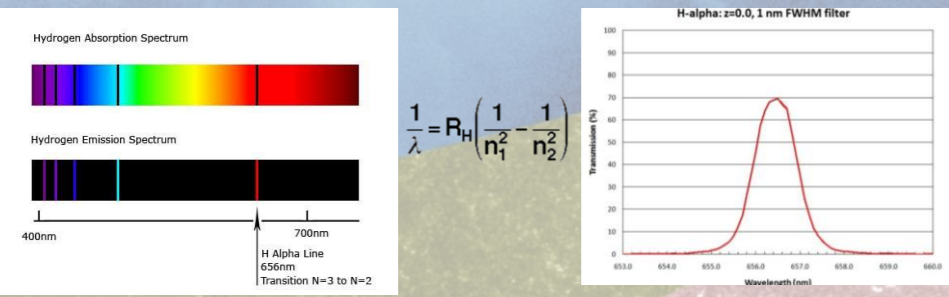 Hydrogen Absorption Spectrum
Hydrogen Emission Spectrum
400nm
700nm
H Alpha Line
656nm
Transition N=3 to N=2
1/λ = R_H(1/n₁² − 1/n₂²)
H-alpha: z=0.0, 1 nm FWHM filter
Transmission (%)
100
90
80
70
60
50
40
30
20
10
0
653.0 654.0 655.0 656.0 657.0 658.0 659.0 660.0
Wavelength (nm)